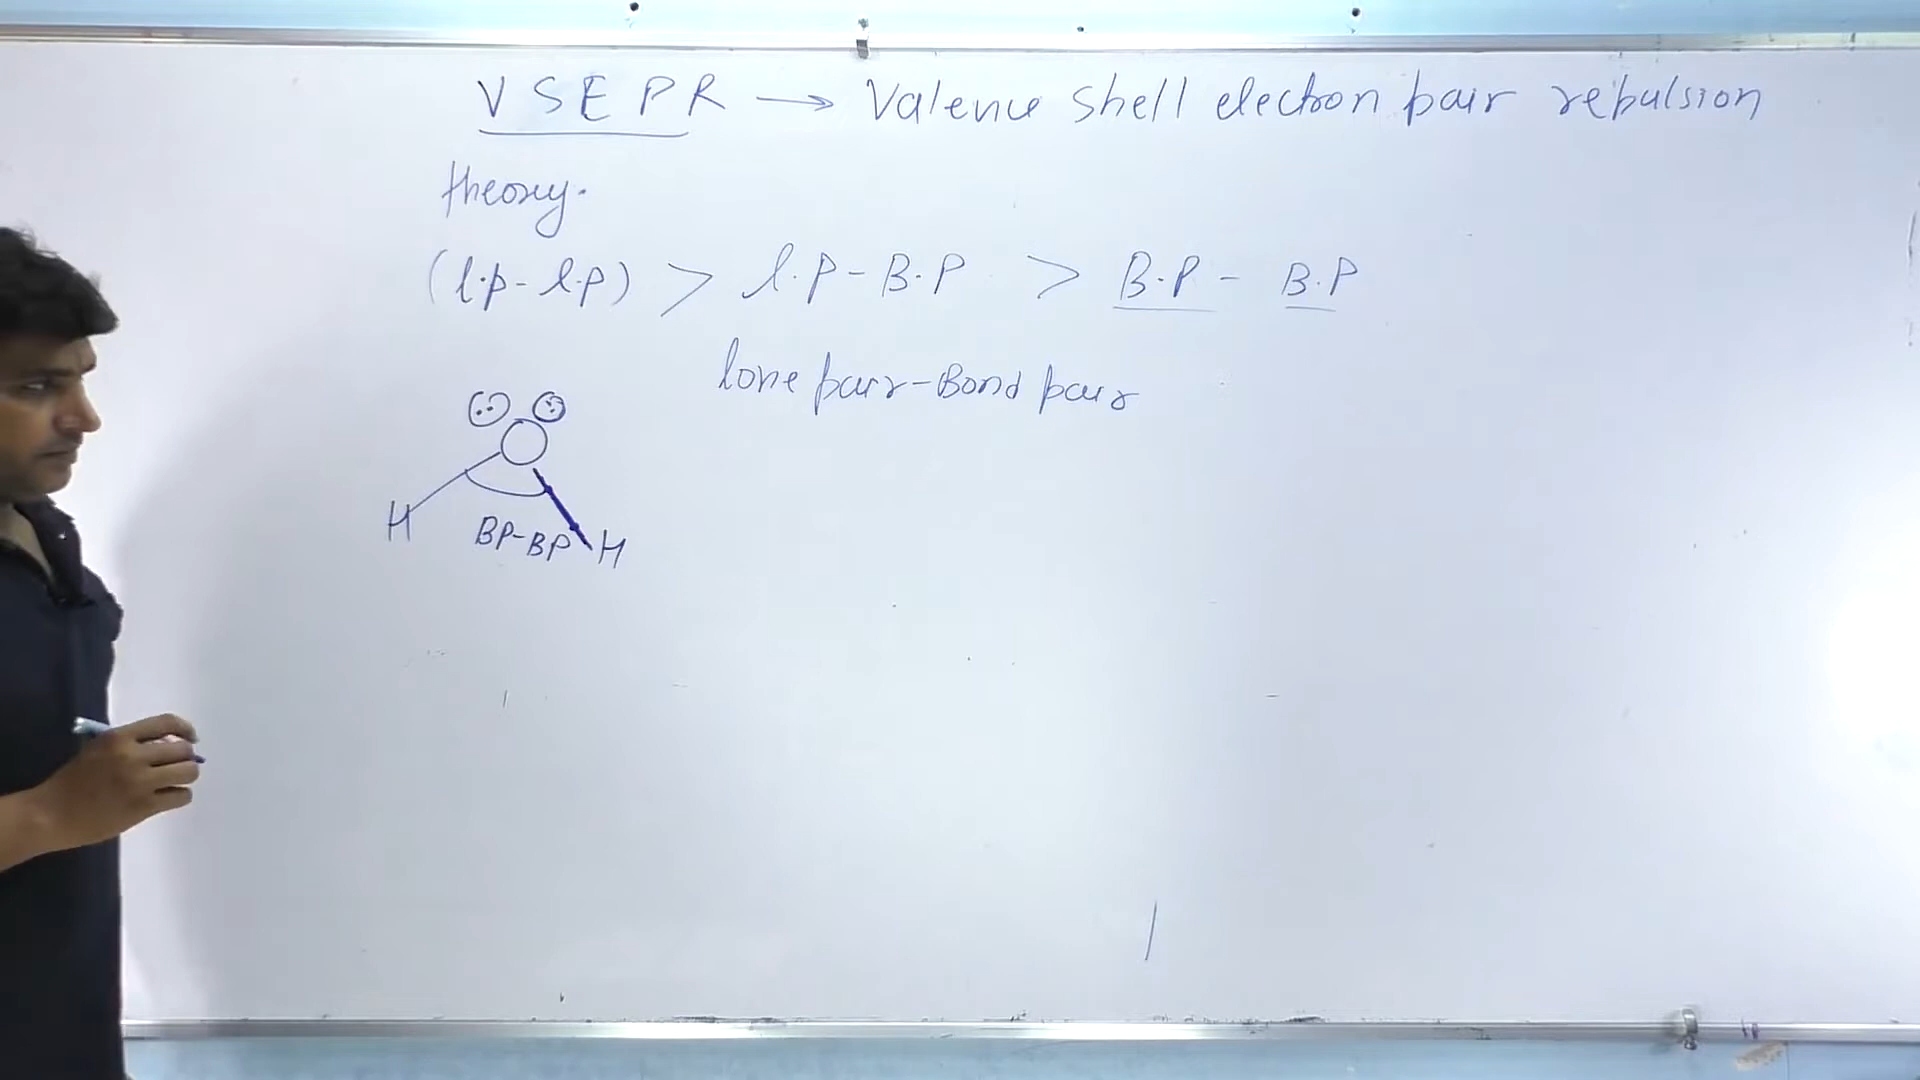 VSEPR → Valence shell electron pair repulsion
theory.
(l.p - l.p) > l.p - B.P > B.P - B.P
lone pair - Bond pair
H
BP-BP
H